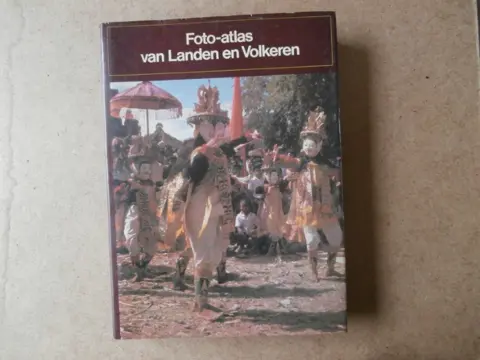 Foto-atlas
van Landen en Volkeren